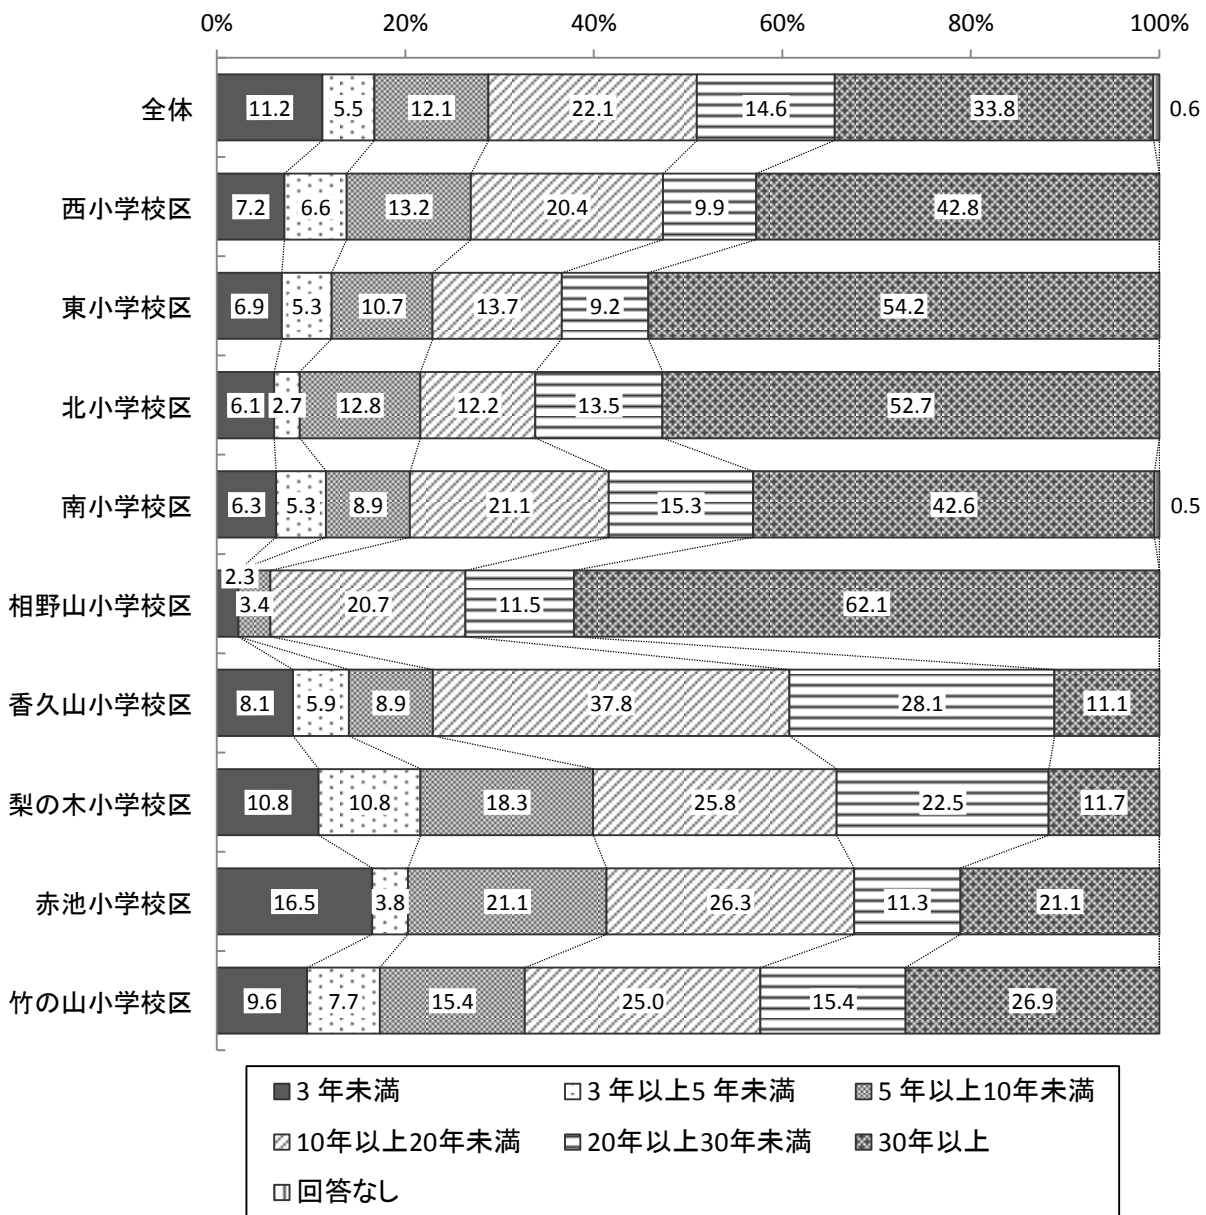 0% 20% 40% 60% 80% 100%
全体 11.2 5.5 12.1 22.1 14.6 33.8 0.6
西小学校区 7.2 6.6 13.2 20.4 9.9 42.8
東小学校区 6.9 5.3 10.7 13.7 9.2 54.2
北小学校区 6.1 2.7 12.8 12.2 13.5 52.7
南小学校区 6.3 5.3 8.9 21.1 15.3 42.6 0.5
相野山小学校区 2.3 3.4 20.7 11.5 62.1
香久山小学校区 8.1 5.9 8.9 37.8 28.1 11.1
梨の木小学校区 10.8 10.8 18.3 25.8 22.5 11.7
赤池小学校区 16.5 3.8 21.1 26.3 11.3 21.1
竹の山小学校区 9.6 7.7 15.4 25.0 15.4 26.9
3年未満 3年以上5年未満 5年以上10年未満
10年以上20年未満 20年以上30年未満 30年以上
回答なし